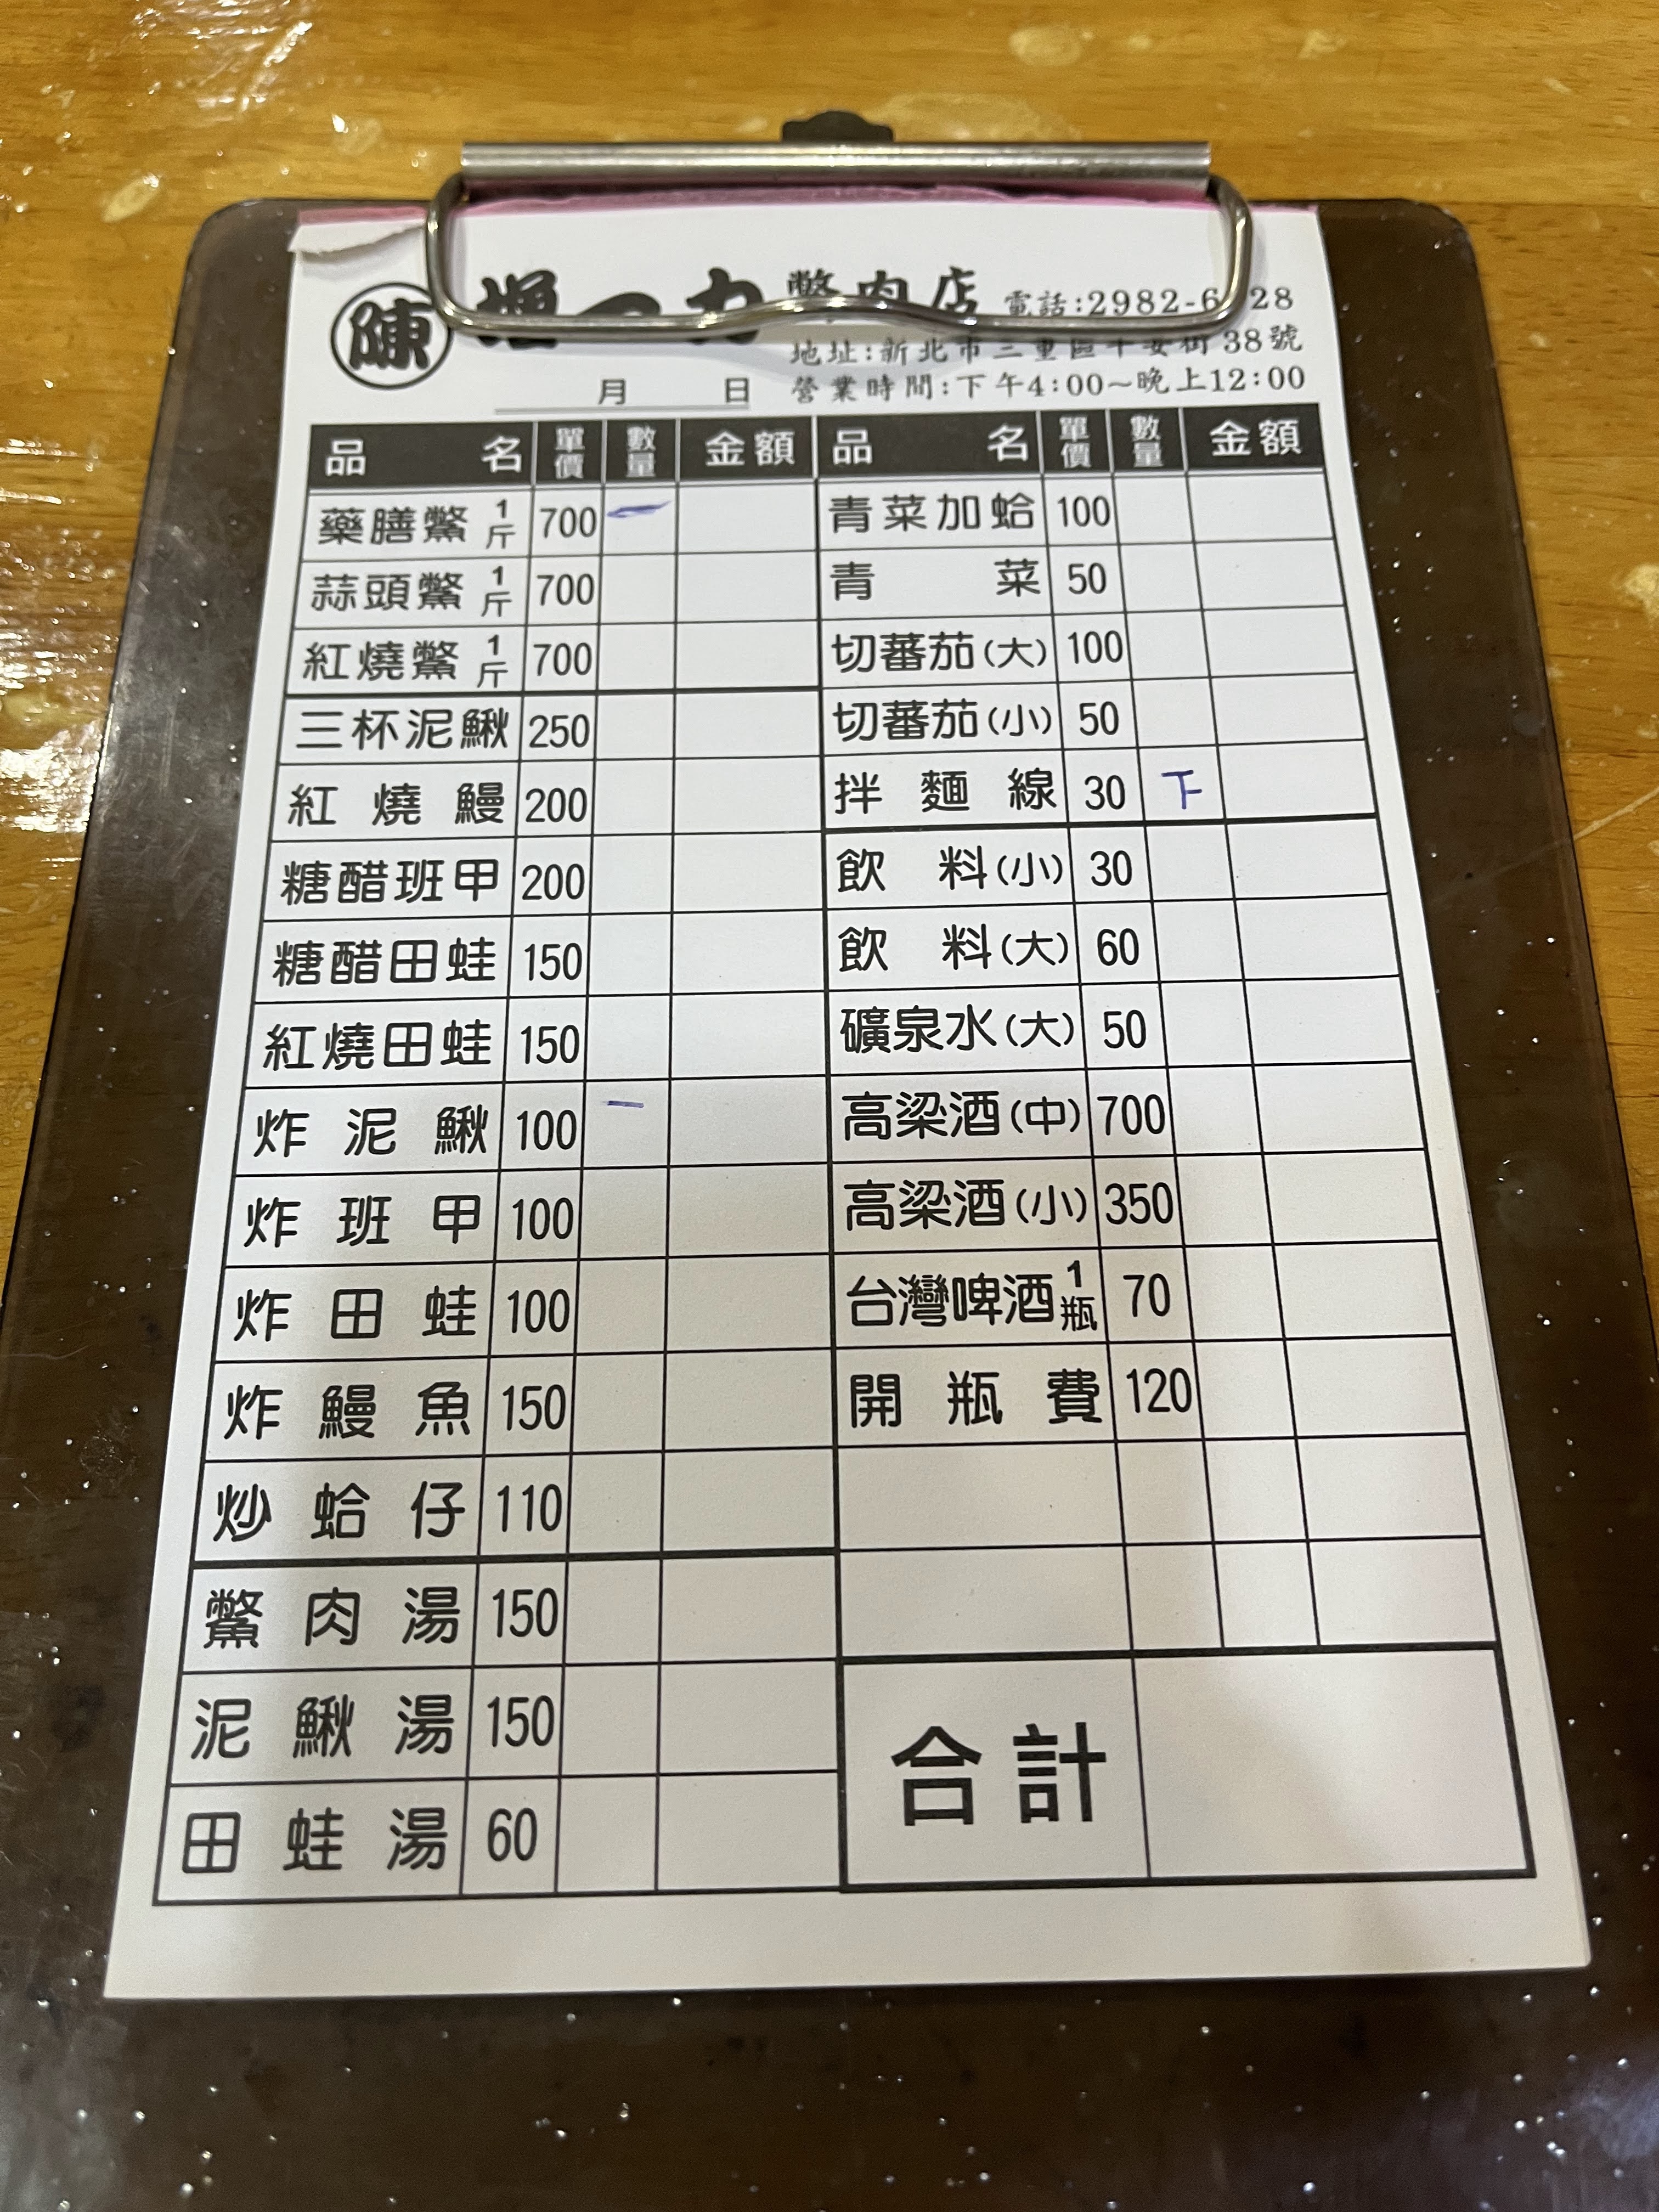 陳 增一力 鱉肉店
電話:2982-6 28
地址:新北市三重區平安街38號
營業時間:下午4:00~晚上12:00
月 日
品名 單價 數量 金額 品名 單價 數量 金額
藥膳鱉 1斤 700 一 青菜加蛤 100
蒜頭鱉 1斤 700 青菜 50
紅燒鱉 1斤 700 切蕃茄(大) 100
三杯泥鰍 250 切蕃茄(小) 50
紅燒鰻 200 拌麵線 30 下
糖醋班甲 200 飲料(小) 30
糖醋田蛙 150 飲料(大) 60
紅燒田蛙 150 礦泉水(大) 50
炸泥鰍 100 一 高梁酒(中) 700
炸班甲 100 高梁酒(小) 350
炸田蛙 100 台灣啤酒 1瓶 70
炸鰻魚 150 開瓶費 120
炒蛤仔 110
鱉肉湯 150
泥鰍湯 150
田蛙湯 60
合計